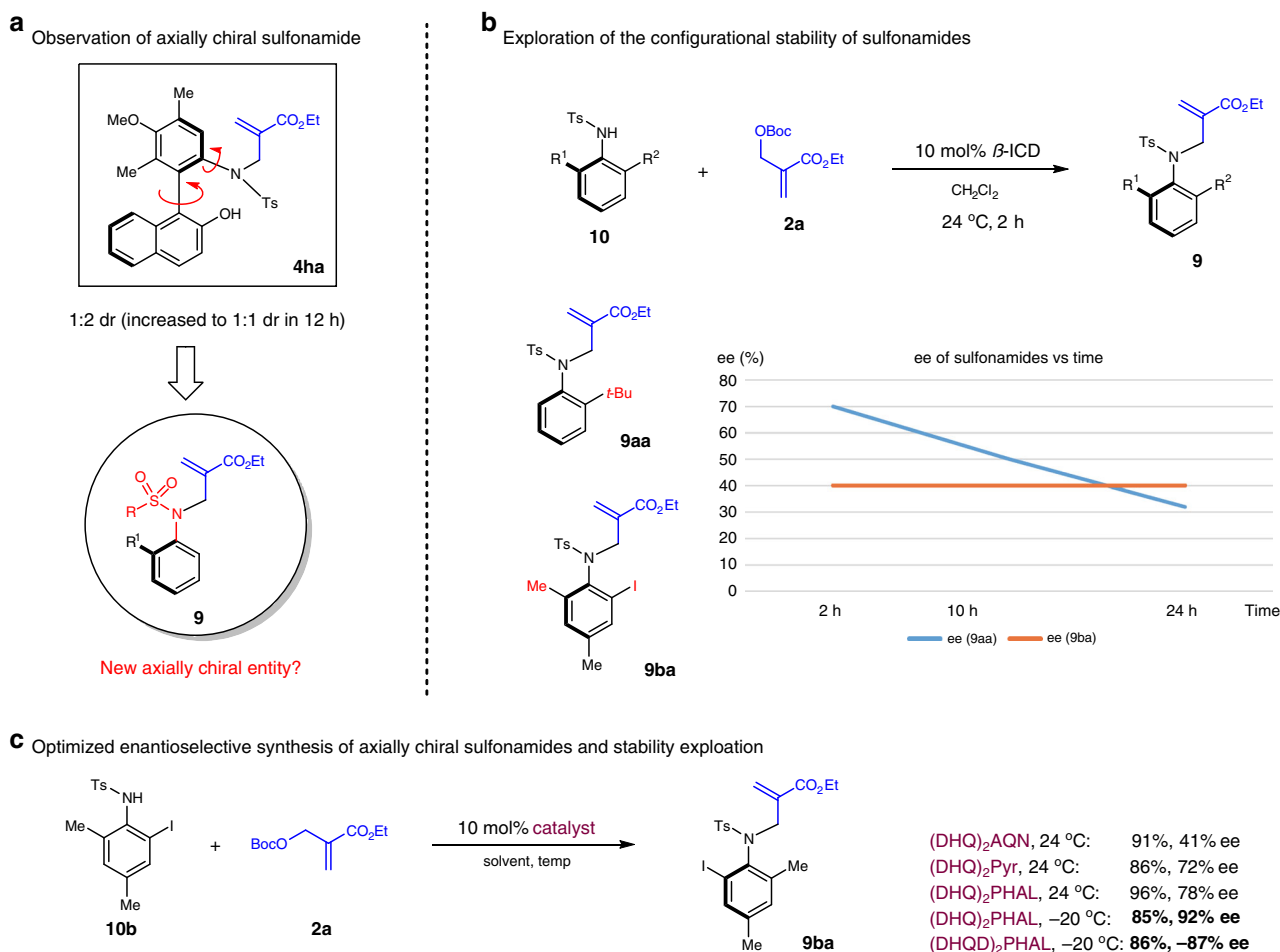 a Observation of axially chiral sulfonamide
Me
MeO
CO2Et
Me
N
Ts
OH
4ha
1:2 dr (increased to 1:1 dr in 12 h)
O
O
CO2Et
S
R
N
R1
9
New axially chiral entity?
b Exploration of the configurational stability of sulfonamides
Ts
NH
R1
R2
10
+
OBoc
CO2Et
2a
10 mol% β-ICD
CH2Cl2
24 °C, 2 h
CO2Et
Ts
N
R1
R2
9
CO2Et
Ts
N
t-Bu
9aa
CO2Et
Ts
N
Me
I
Me
9ba
ee (%)
ee of sulfonamides vs time
80
70
60
50
40
30
20
10
0
2 h
10 h
24 h
Time
ee (9aa)
ee (9ba)
c Optimized enantioselective synthesis of axially chiral sulfonamides and stability exploation
Ts
NH
Me
I
Me
10b
+
BocO
CO2Et
2a
10 mol% catalyst
solvent, temp
CO2Et
Ts
N
I
Me
Me
9ba
(DHQ)2AQN, 24 °C: 91%, 41% ee
(DHQ)2Pyr, 24 °C: 86%, 72% ee
(DHQ)2PHAL, 24 °C: 96%, 78% ee
(DHQ)2PHAL, –20 °C: 85%, 92% ee
(DHQD)2PHAL, –20 °C: 86%, –87% ee